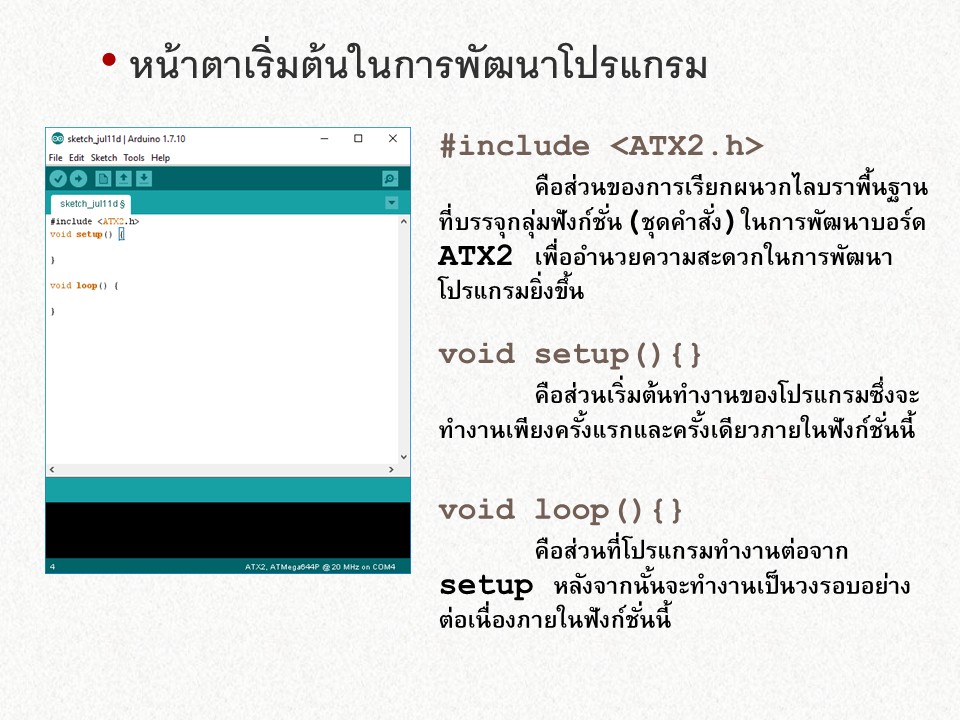 • หน้าตาเริ่มต้นในการพัฒนาโปรแกรม
sketch_jul11d | Arduino 1.7.10
File Edit Sketch Tools Help
sketch_jul11d §
#include <ATX2.h>
void setup() {
}
void loop() {
}
4
ATX2, ATMega644P @ 20 MHz on COM4
#include <ATX2.h>
คือส่วนของการเรียกผนวกไลบราพื้นฐาน
ที่บรรจุกลุ่มฟังก์ชั่น (ชุดคำสั่ง) ในการพัฒนาบอร์ด
ATX2 เพื่ออำนวยความสะดวกในการพัฒนา
โปรแกรมยิ่งขึ้น
void setup(){}
คือส่วนเริ่มต้นทำงานของโปรแกรมซึ่งจะ
ทำงานเพียงครั้งแรกและครั้งเดียวภายในฟังก์ชั่นนี้
void loop(){}
คือส่วนที่โปรแกรมทำงานต่อจาก
setup หลังจากนั้นจะทำงานเป็นวงรอบอย่าง
ต่อเนื่องภายในฟังก์ชั่นนี้